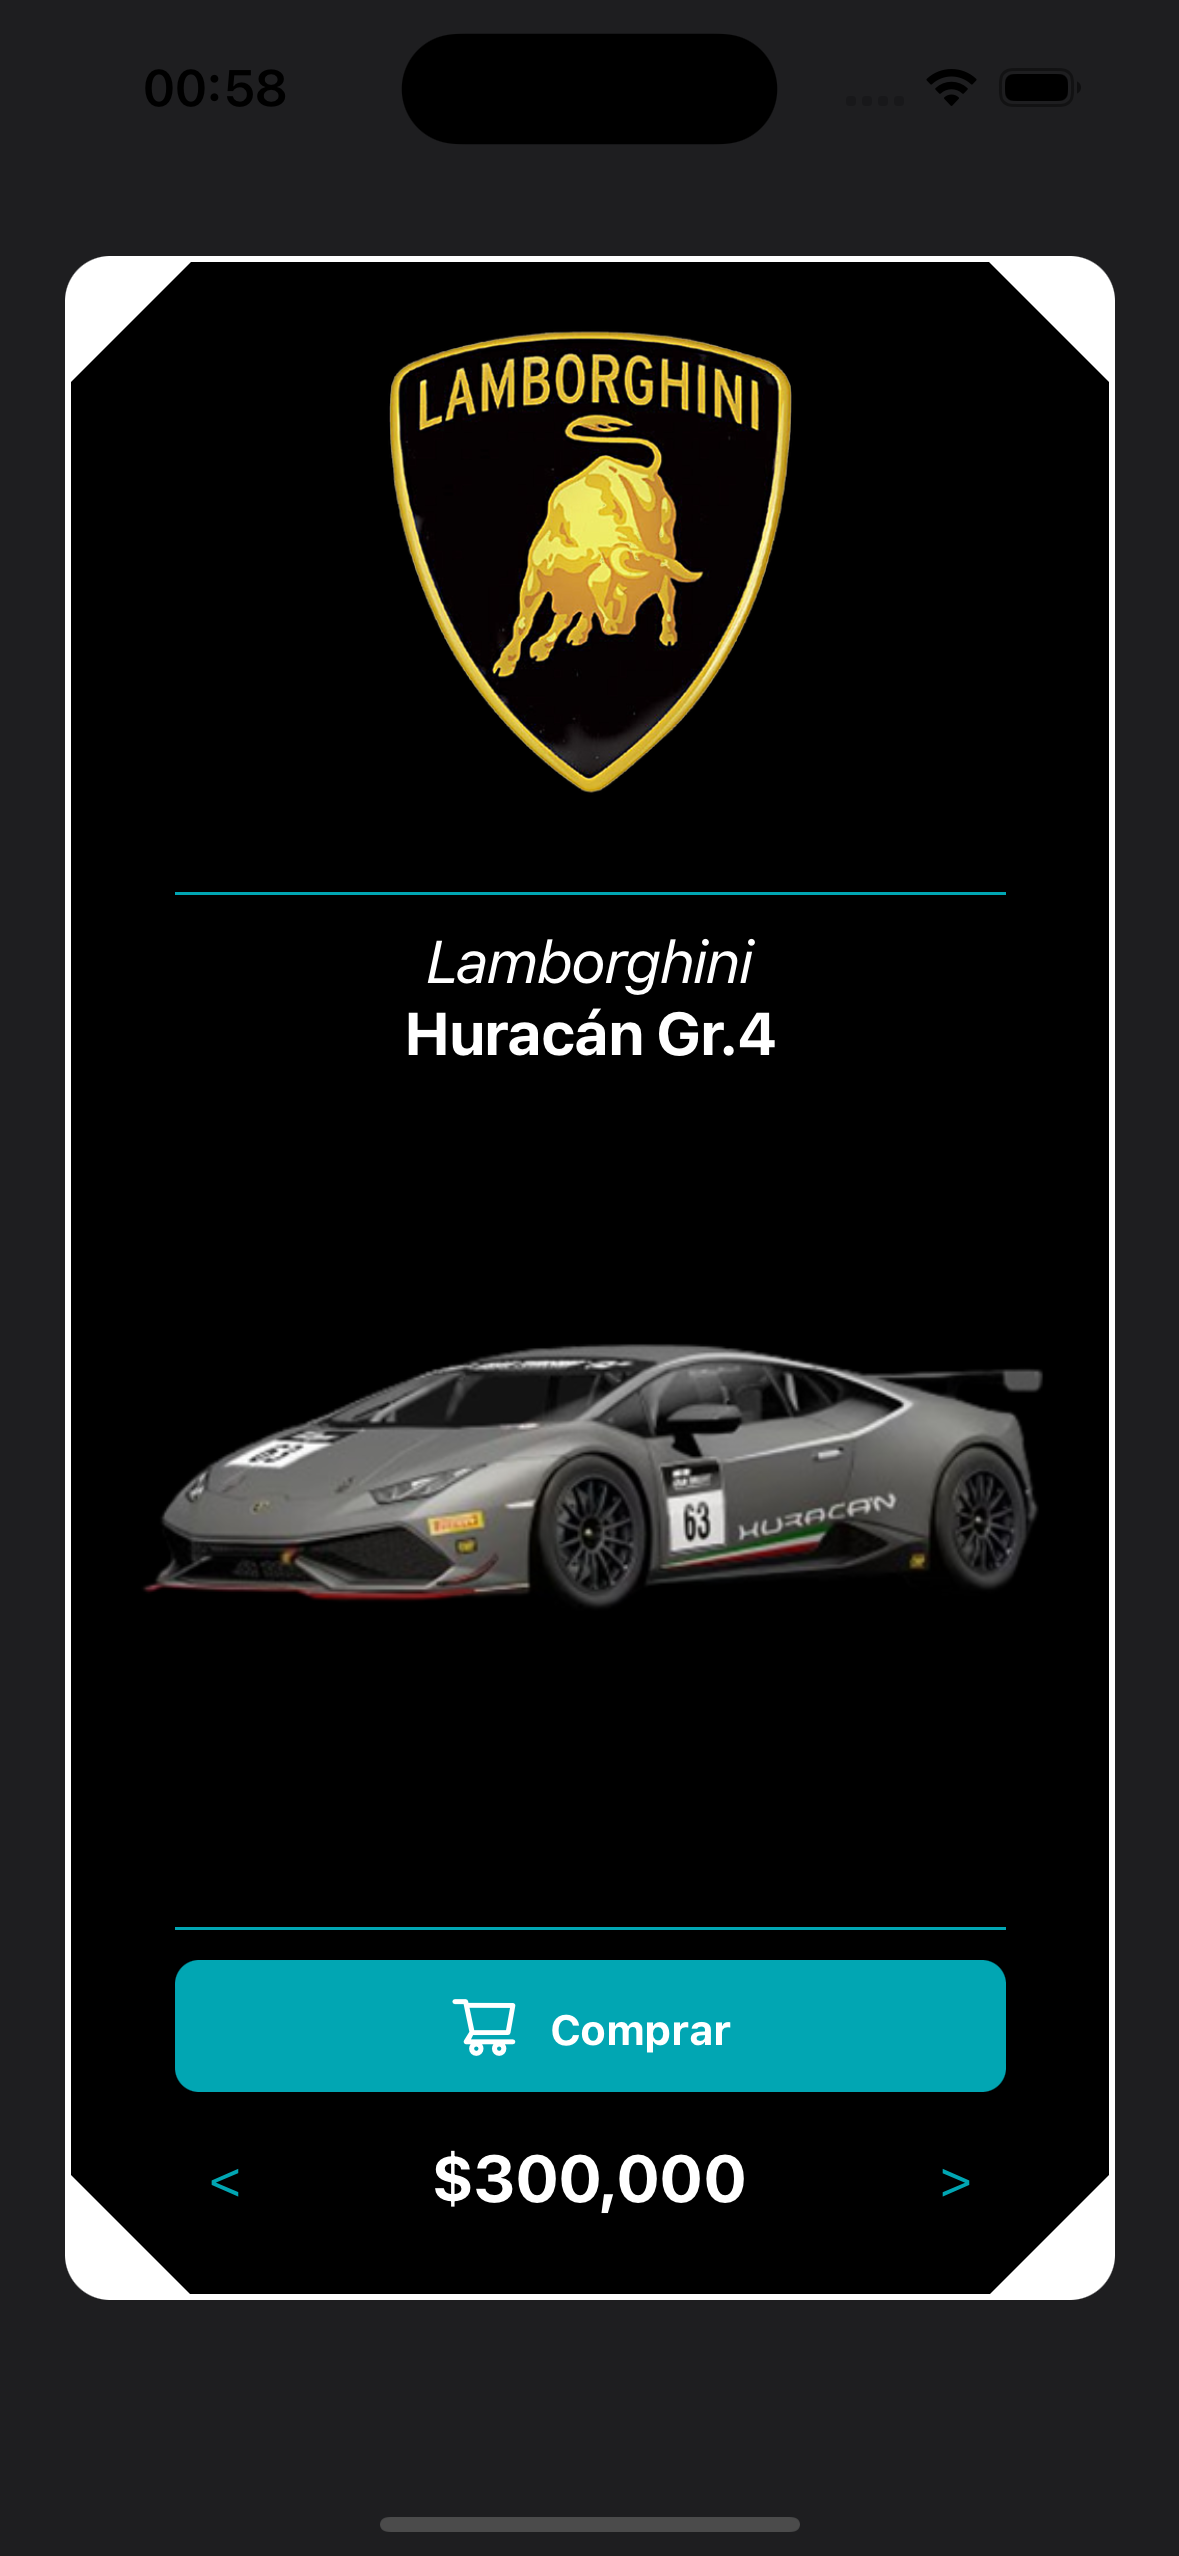 00:58
LAMBORGHINI
Lamborghini
Huracán Gr.4
63
HURACAN
Comprar
< $300,000 >